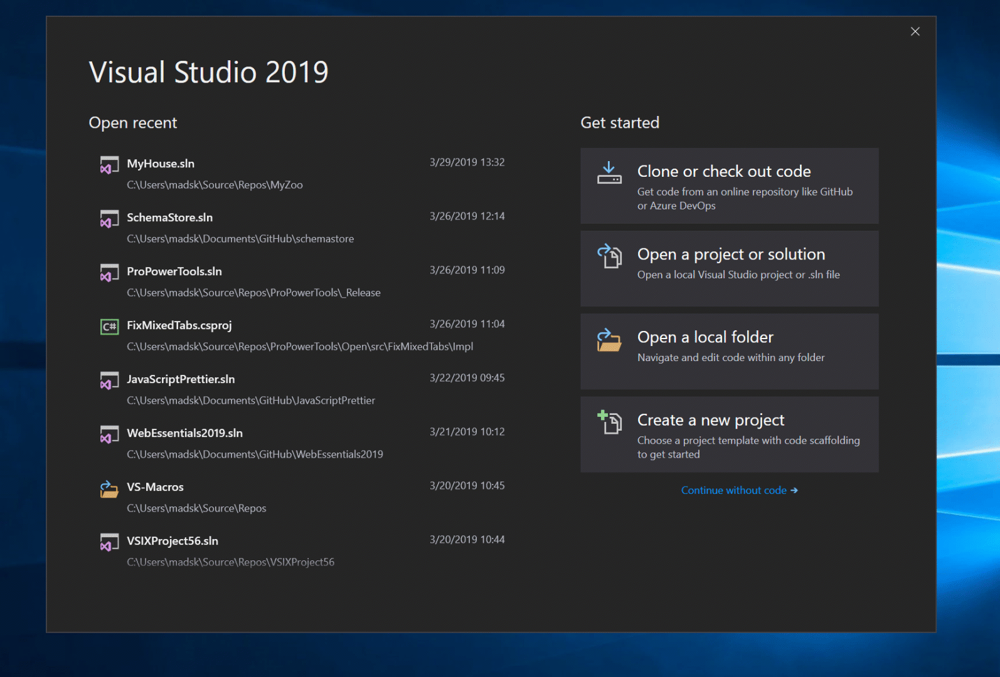 Visual Studio 2019
Open recent
MyHouse.sln 3/29/2019 13:32
C:\Users\madsk\Source\Repos\MyZoo
SchemaStore.sln 3/26/2019 12:14
C:\Users\madsk\Documents\GitHub\schemastore
ProPowerTools.sln 3/26/2019 11:09
C:\Users\madsk\Source\Repos\ProPowerTools\_Release
C# FixMixedTabs.csproj 3/26/2019 11:04
C:\Users\madsk\Source\Repos\ProPowerTools\Open\src\FixMixedTabs\Impl
JavaScriptPrettier.sln 3/22/2019 09:45
C:\Users\madsk\Documents\GitHub\JavaScriptPrettier
WebEssentials2019.sln 3/21/2019 10:12
C:\Users\madsk\Documents\GitHub\WebEssentials2019
VS-Macros 3/20/2019 10:45
C:\Users\madsk\Source\Repos
VSIXProject56.sln 3/20/2019 10:44
C:\Users\madsk\Source\Repos\VSIXProject56
Get started
Clone or check out code
Get code from an online repository like GitHub
or Azure DevOps
Open a project or solution
Open a local Visual Studio project or .sln file
Open a local folder
Navigate and edit code within any folder
Create a new project
Choose a project template with code scaffolding
to get started
Continue without code →